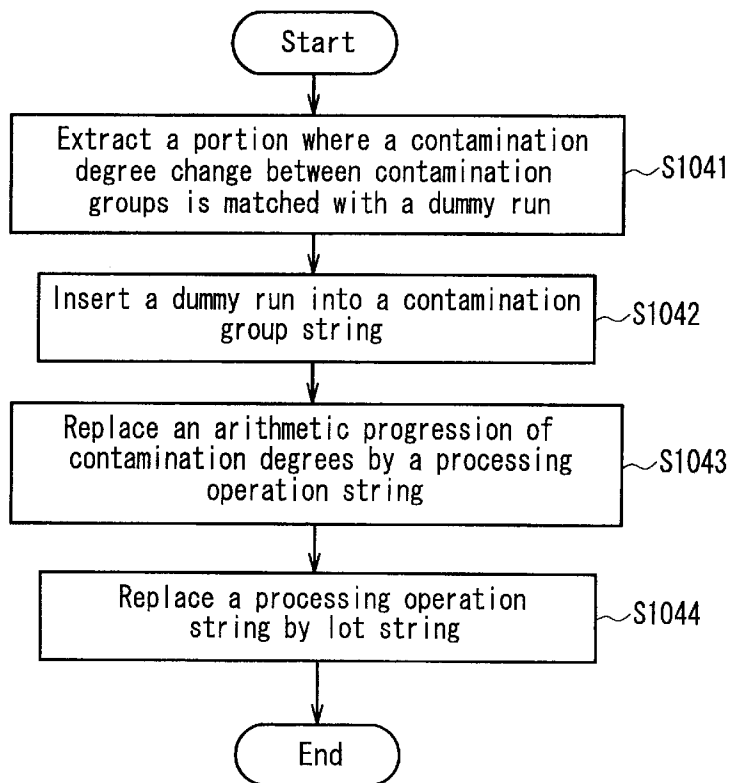 Start
Extract a portion where a contamination
degree change between contamination
groups is matched with a dummy run
S1041
Insert a dummy run into a contamination
group string
S1042
Replace an arithmetic progression of
contamination degrees by a processing
operation string
S1043
Replace a processing operation
string by lot string
S1044
End